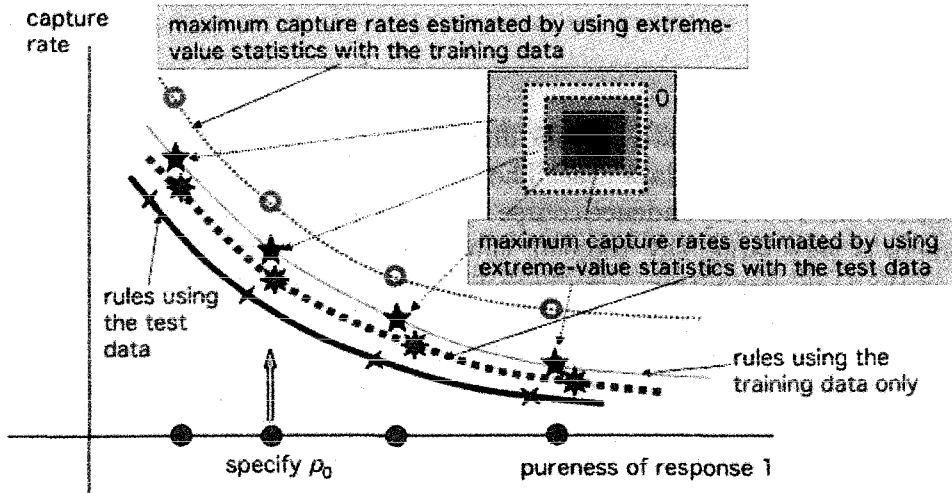 capture
rate
maximum capture rates estimated by using extreme-
value statistics with the training data
0
maximum capture rates estimated by using
extreme-value statistics with the test data
rules using
the test
data
rules using the
training data only
specify p₀
pureness of response 1